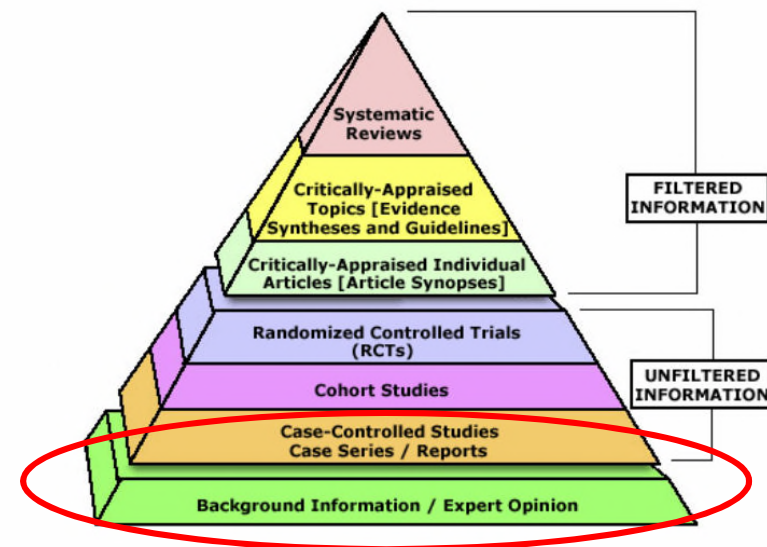 Systematic
Reviews
Critically-Appraised
Topics [Evidence
Syntheses and Guidelines]
FILTERED
INFORMATION
Critically-Appraised Individual
Articles [Article Synopses]
Randomized Controlled Trials
(RCTs)
UNFILTERED
INFORMATION
Cohort Studies
Case-Controlled Studies
Case Series / Reports
Background Information / Expert Opinion